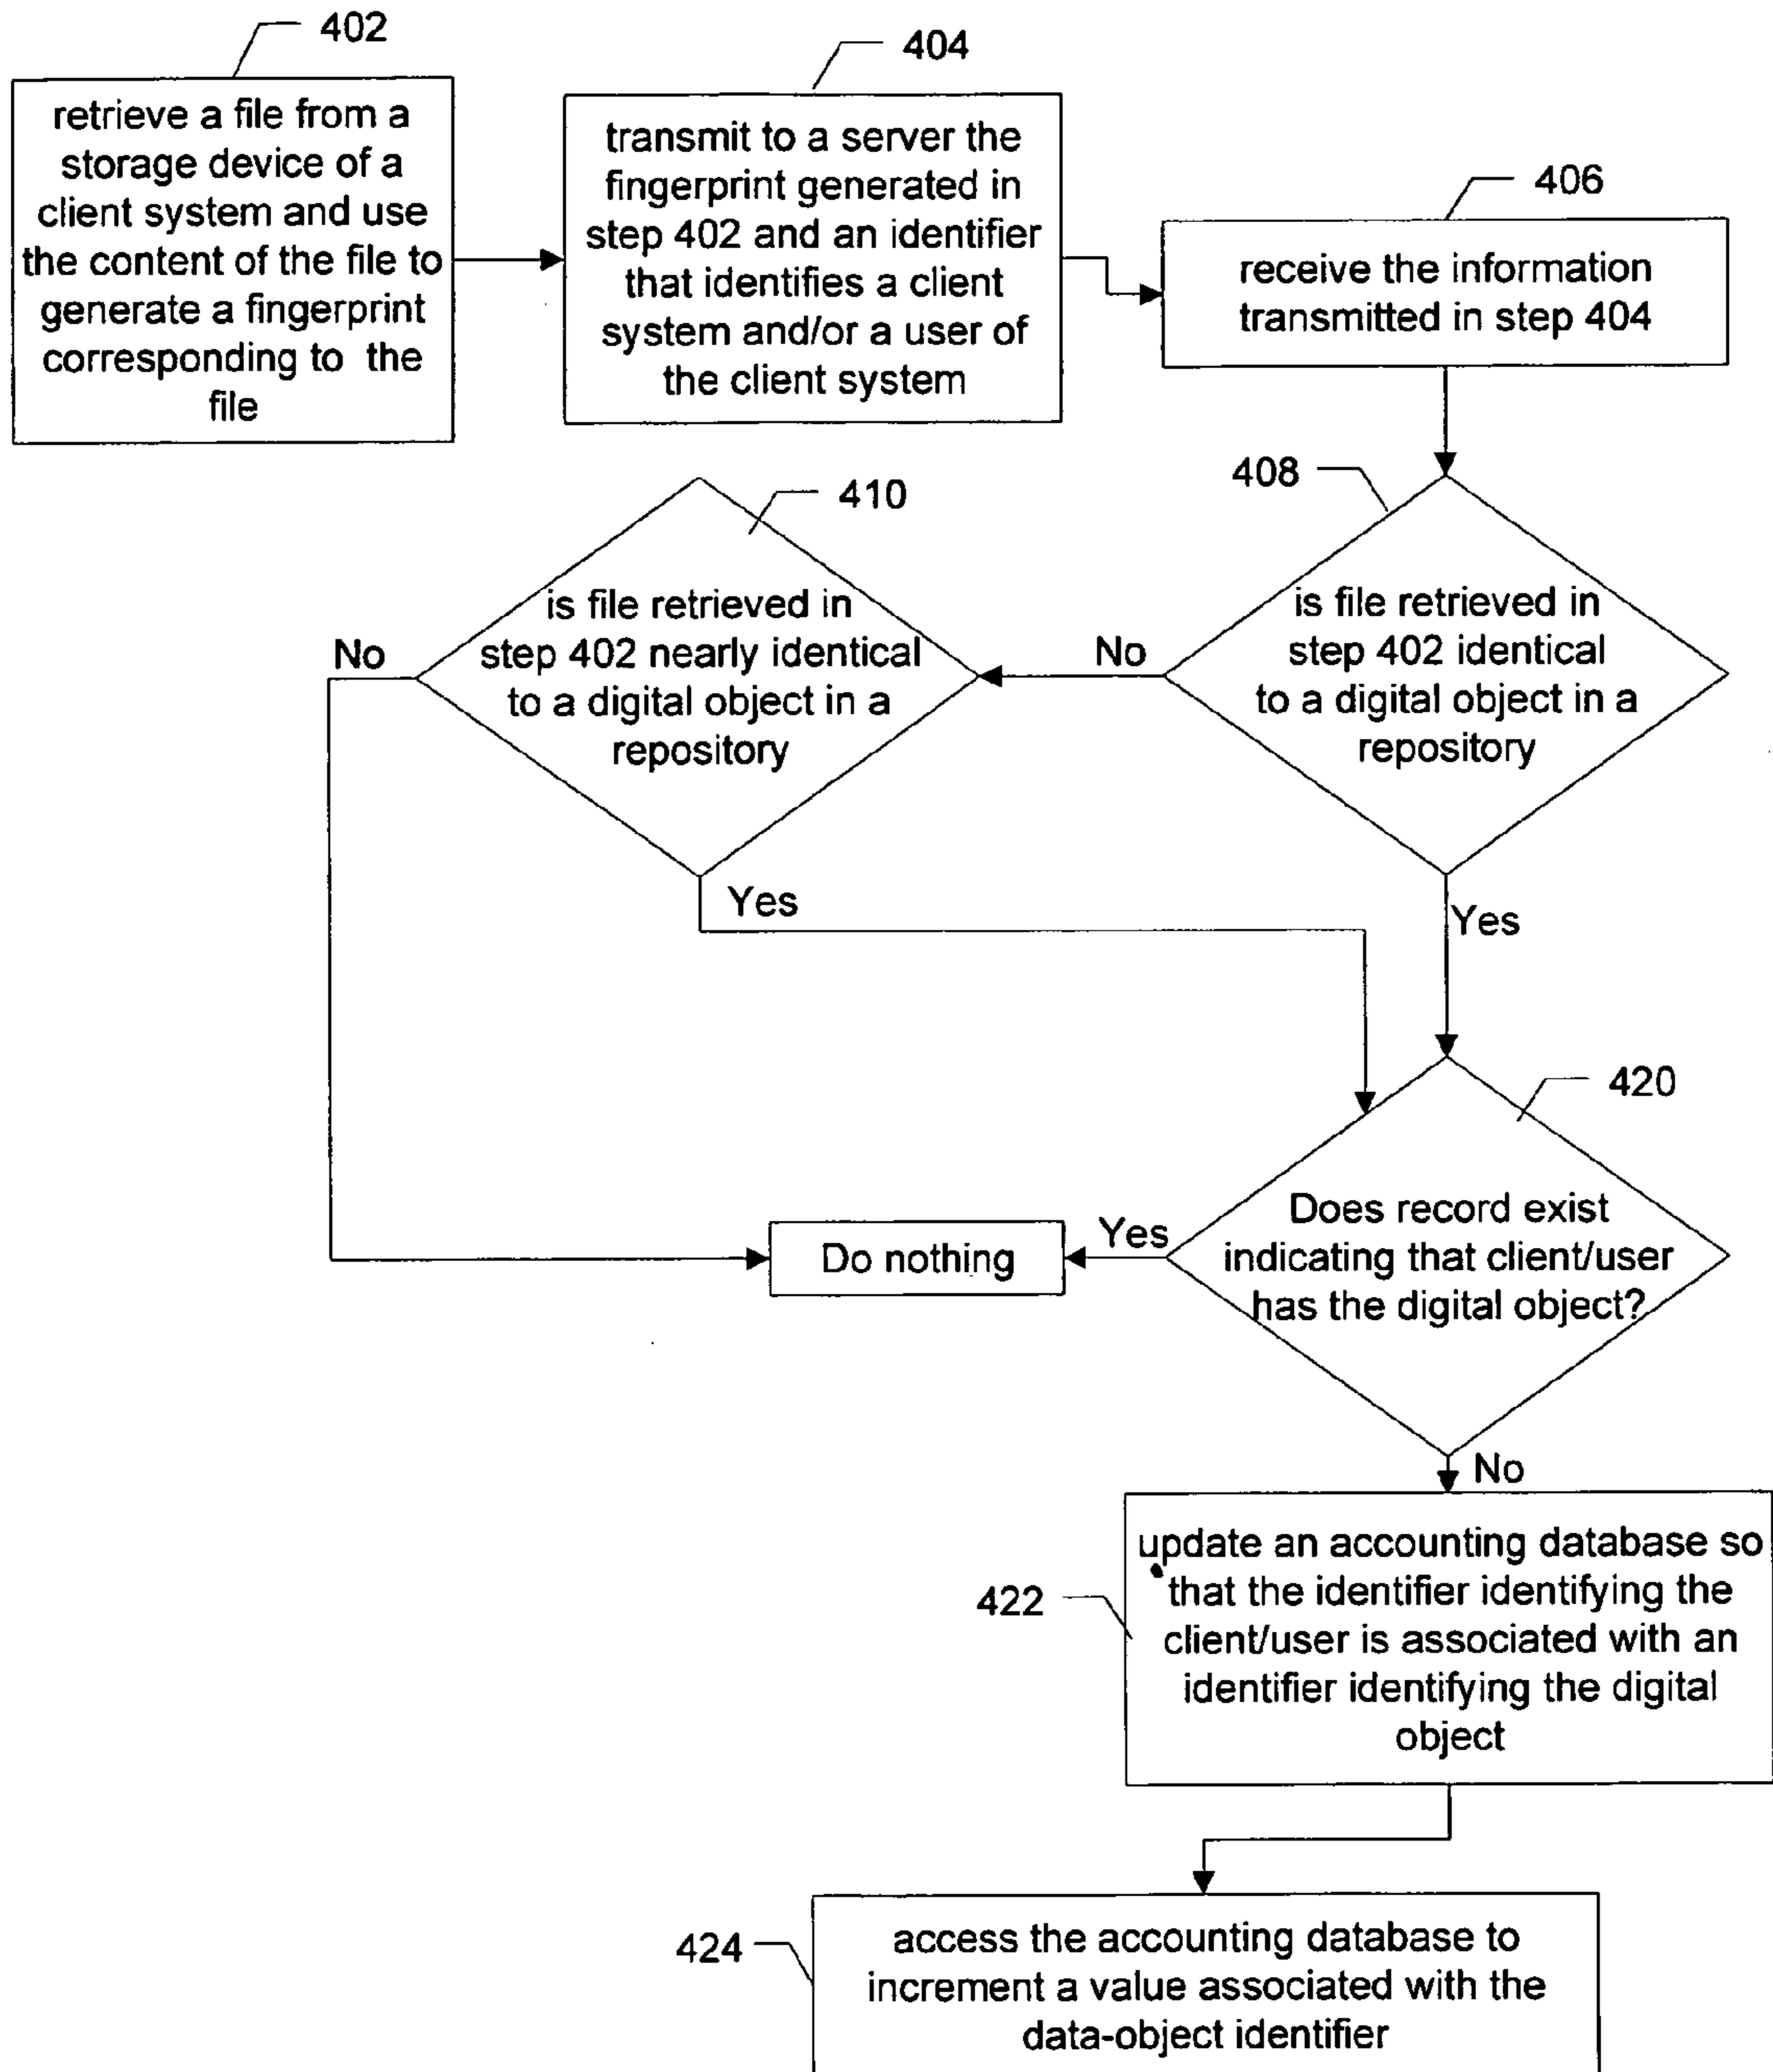 402
retrieve a file from a
storage device of a
client system and use
the content of the file to
generate a fingerprint
corresponding to the
file
404
transmit to a server the
fingerprint generated in
step 402 and an identifier
that identifies a client
system and/or a user of
the client system
406
receive the information
transmitted in step 404
408
is file retrieved in
step 402 identical
to a digital object in a
repository
No
Yes
410
is file retrieved in
step 402 nearly identical
to a digital object in a
repository
No
Yes
420
Does record exist
indicating that client/user
has the digital object?
Yes
Do nothing
No
422
update an accounting database so
that the identifier identifying the
client/user is associated with an
identifier identifying the digital
object
424
access the accounting database to
increment a value associated with the
data-object identifier